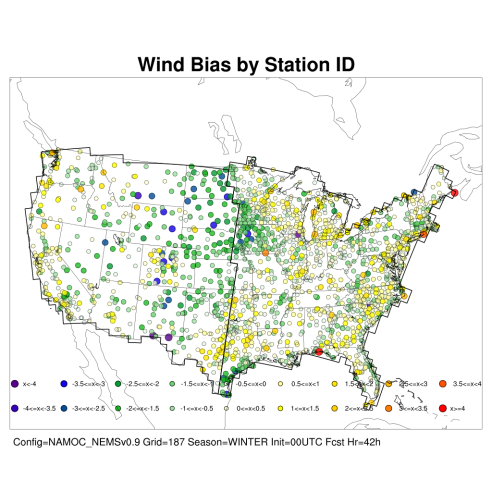 Wind Bias by Station ID
x<-4 -3.5<=x<-3 -2.5<=x<-2 -1.5<=x<-1 -0.5<=x<0 0.5<=x<1 1.5<=x<2 2.5<=x<3 3.5<=x<4
-4<=x<-3.5 -3<=x<-2.5 -2<=x<-1.5 -1<=x<-0.5 0<=x<0.5 1<=x<1.5 2<=x<2.5 3<=x<3.5 x>=4
Config=NAMOC_NEMSv0.9 Grid=187 Season=WINTER Init=00UTC Fcst Hr=42h